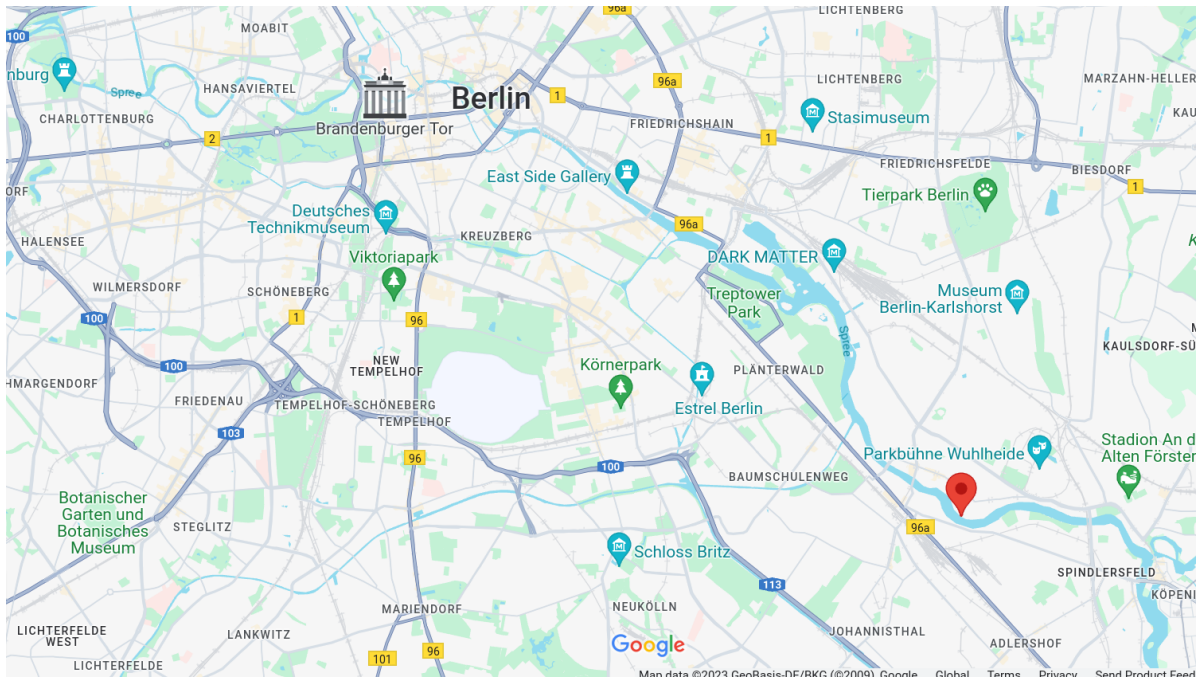 96a
LICHTENBERG
MOABIT
100
nburg
Spree
HANSAVIERTEL
96a
LICHTENBERG
MARZAHN-HELLER
Berlin
1
CHARLOTTENBURG
Brandenburger Tor
FRIEDRICHSHAIN
Stasimuseum
KAU
2
1
FRIEDRICHSFELDE
BIESDORF
East Side Gallery
ORF
Tierpark Berlin
1
Deutsches
Technikmuseum
96a
HALENSEE
KREUZBERG
K
Viktoriapark
DARK MATTER
WILMERSDORF
SCHÖNEBERG
Treptower
Park
Museum
Berlin-Karlshorst
100
1
96
M
Spree
KAULSDORF-SÜ
100
NEW
TEMPELHOF
Körnerpark
PLÄNTERWALD
HMARGENDORF
FRIEDENAU
TEMPELHOF-SCHÖNEBERG
TEMPELHOF
Estrel Berlin
103
96
100
Parkbühne Wuhlheide
Stadion An d
Alten Förster
BAUMSCHULENWEG
Botanischer
Garten und
Botanisches
Museum
STEGLITZ
96a
Schloss Britz
113
SPINDLERSFELD
KÖPENI
MARIENDORF
NEUKÖLLN
LICHTERFELDE
WEST
LANKWITZ
JOHANNISTHAL
ADLERSHOF
Google
101
96
LICHTERFELDE
Map data ©2023 GeoBasis-DE/BKG (©2009), Google Global Terms Privacy Send Product Feed